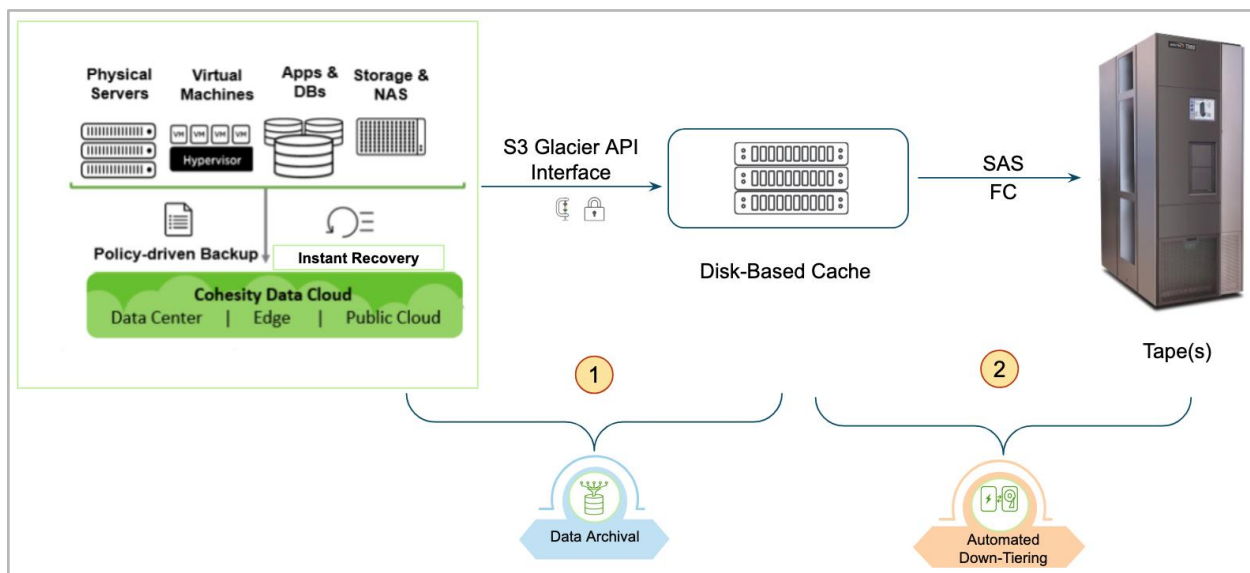 Physical
Servers
Virtual
Machines
Apps &
DBs
Storage &
NAS
VM VM VM VM
Hypervisor
Policy-driven Backup
Instant Recovery
Cohesity Data Cloud
Data Center | Edge | Public Cloud
S3 Glacier API
Interface
Disk-Based Cache
SAS
FC
Tape(s)
1
2
Data Archival
Automated
Down-Tiering